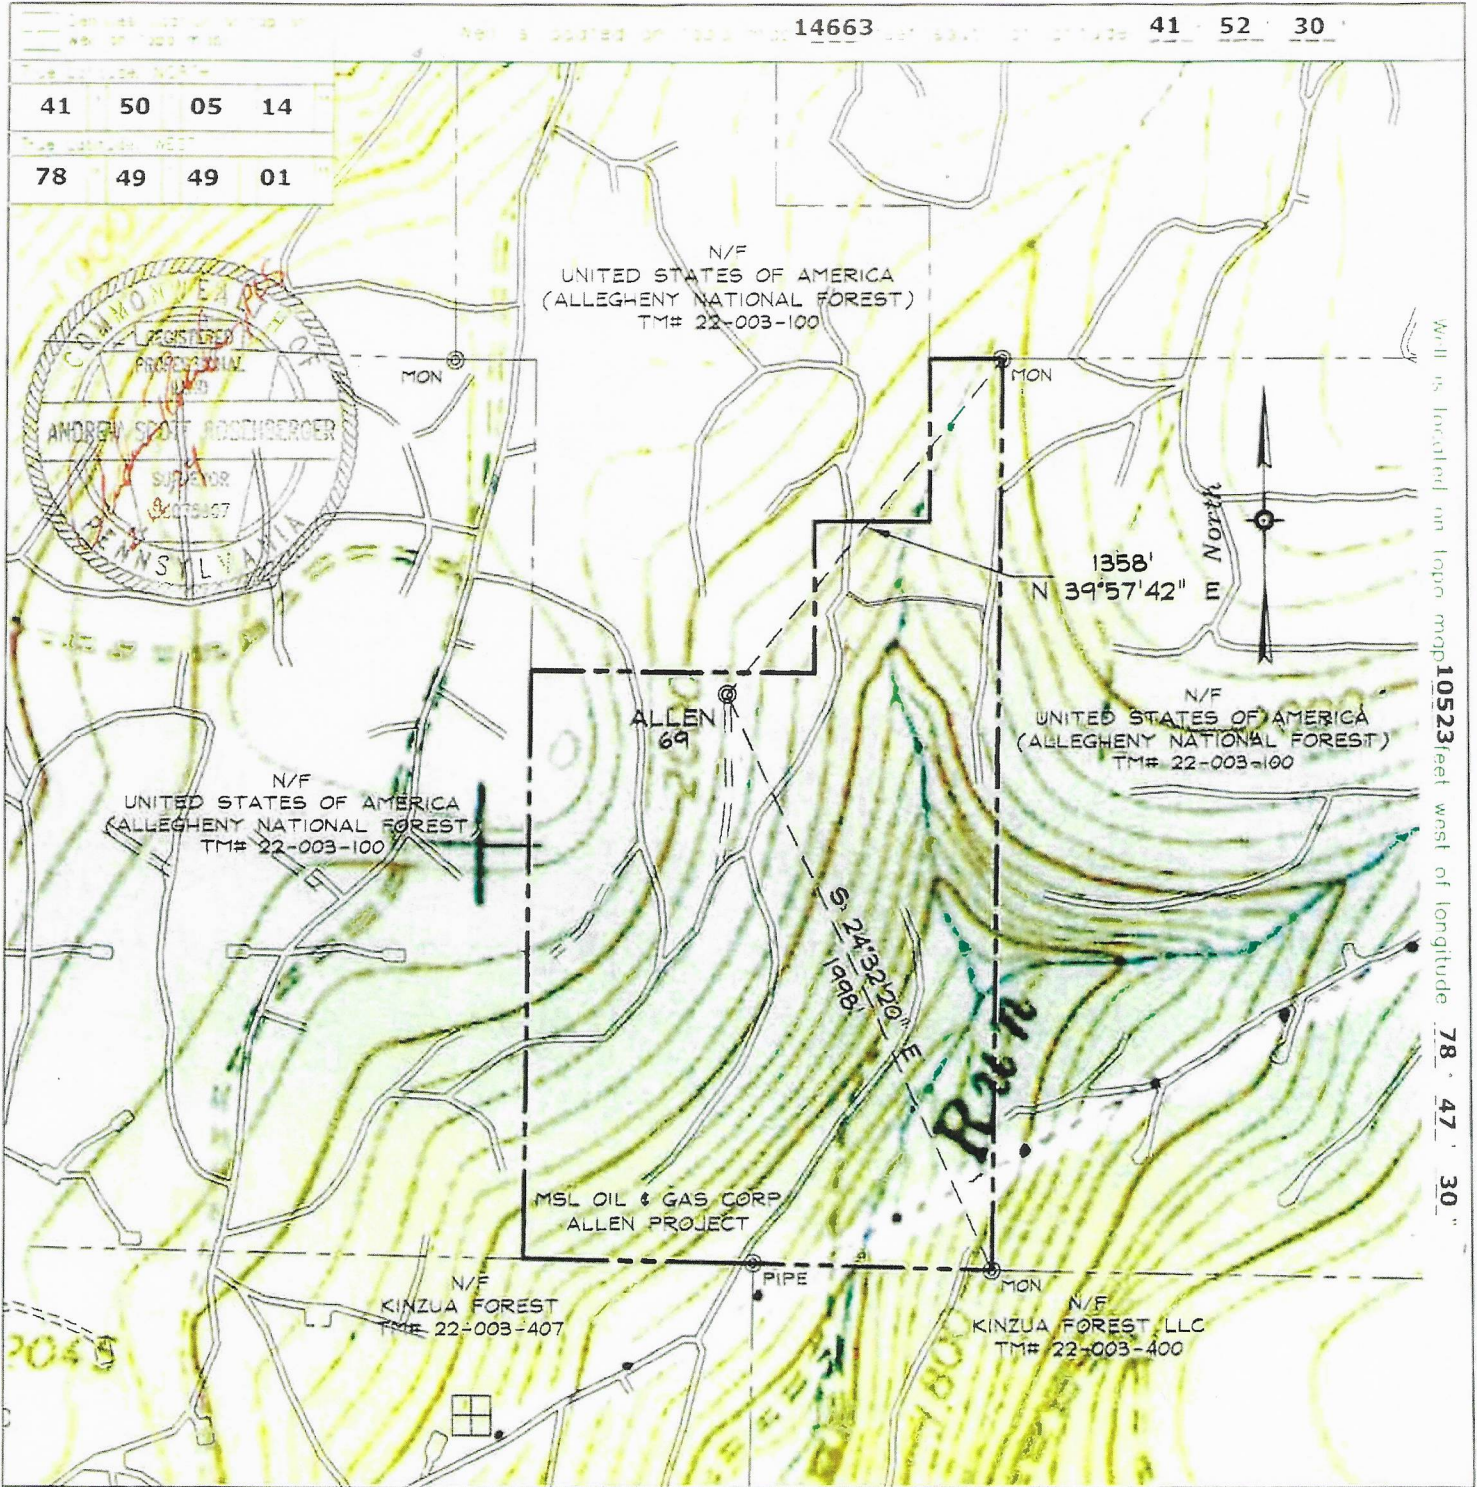 14663 41 52 30
41 50 05 14
78 49 49 01
COMMONWEALTH OF
REGISTERED
PROFESSIONAL
LAND
ANDREW SCOTT ROSENBERGER
SURVEYOR
PENNSYLVANIA
N/F
UNITED STATES OF AMERICA
(ALLEGHENY NATIONAL FOREST)
TM# 22-003-100
MON
MON
North
1358'
N 39°57'42" E
ALLEN
69
N/F
UNITED STATES OF AMERICA
(ALLEGHENY NATIONAL FOREST)
TM# 22-003-100
N/F
UNITED STATES OF AMERICA
(ALLEGHENY NATIONAL FOREST)
TM# 22-003-100
Well is located on topo map 10523 feet west of longitude 78 ° 47 ' 30 "
S 24°32'20" E
1998'
Run
MSL OIL & GAS CORP
ALLEN PROJECT
PIPE
MON
N/F
KINZUA FOREST
TM# 22-003-407
N/F
KINZUA FOREST, LLC
TM# 22-003-400
1800